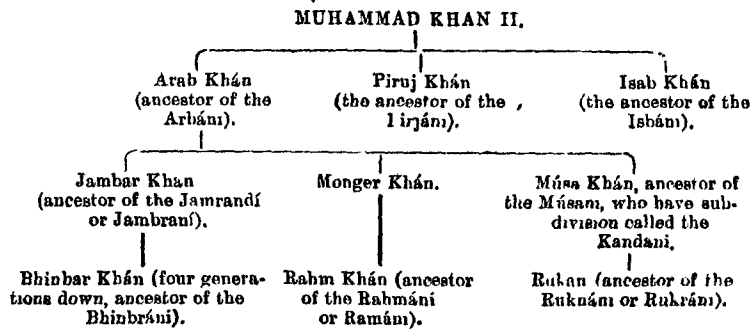 MUHAMMAD KHAN II.
Arab Khán
(ancestor of the
Arbáni).
Piruj Khán
(the ancestor of the
Pirjáni).
Isab Khán
(the ancestor of the
Isbáni).
Jambar Khan
(ancestor of the Jamrandí
or Jambraní).
Monger Khán.
Músa Khán, ancestor of
the Músani, who have sub-
division called the
Kandani.
Bhinbar Khán (four genera-
tions down, ancestor of the
Bhinbráni).
Rahm Khán (ancestor
of the Rahmáni
or Ramáni).
Rukan (ancestor of the
Ruknáni or Rukráni).